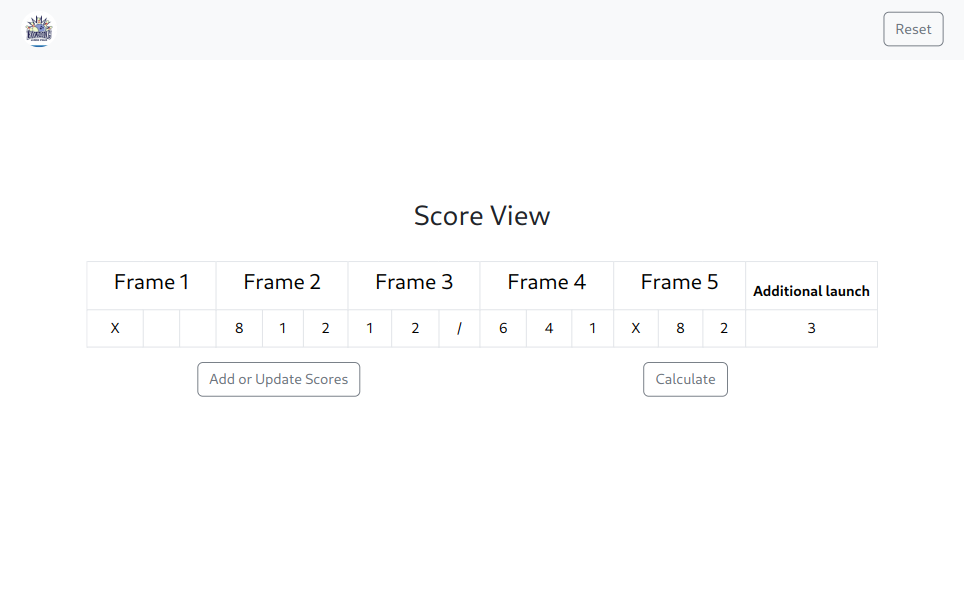 Reset
Score View
Frame 1 Frame 2 Frame 3 Frame 4 Frame 5 Additional launch
X 8 1 2 1 2 / 6 4 1 X 8 2 3
Add or Update Scores Calculate